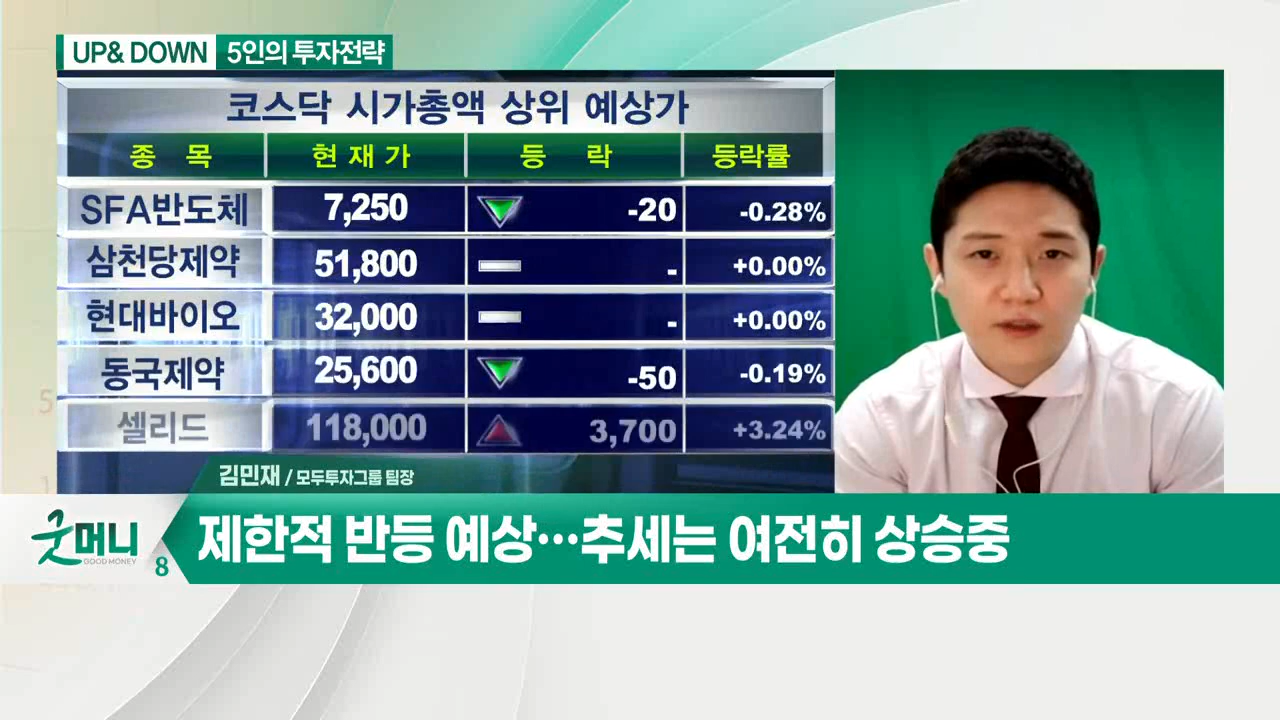 UP& DOWN 5인의 투자전략
코스닥 시가총액 상위 예상가
종 목 현 재 가 등 락 등락률
SFA반도체 7,250 -20 -0.28%
삼천당제약 51,800 - +0.00%
현대바이오 32,000 - +0.00%
동국제약 25,600 -50 -0.19%
셀리드 118,000 3,700 +3.24%
김민재 / 모두투자그룹 팀장
굿머니
GOOD MONEY
8
제한적 반등 예상…추세는 여전히 상승중